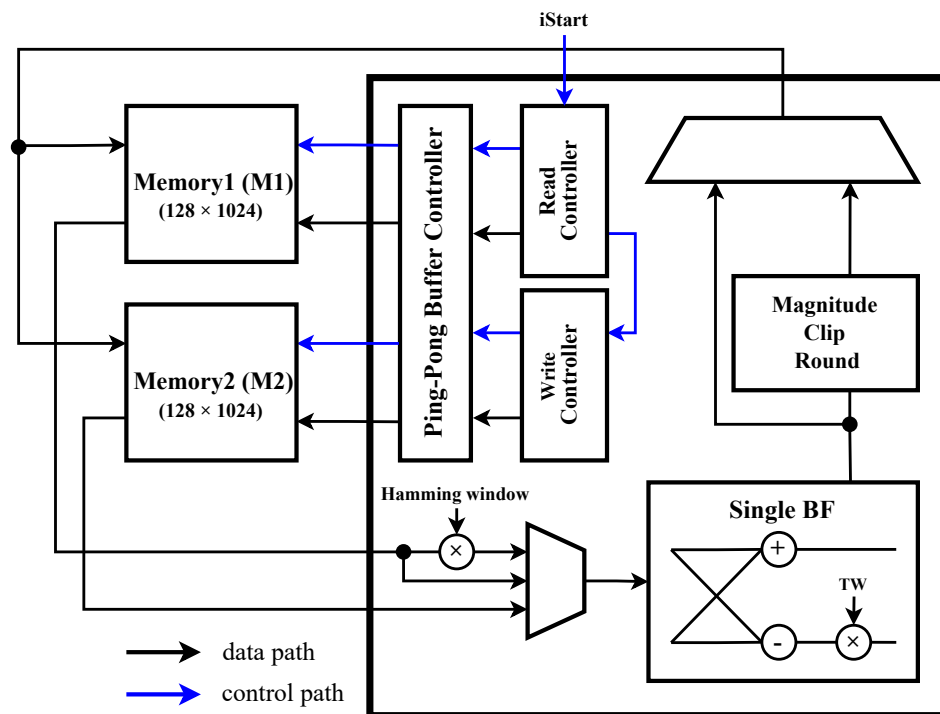 iStart
Memory1 (M1)
(128 × 1024)
Memory2 (M2)
(128 × 1024)
Ping-Pong Buffer Controller
Read
Controller
Write
Controller
Magnitude
Clip
Round
Hamming window
×
Single BF
+
TW
-
×
data path
control path